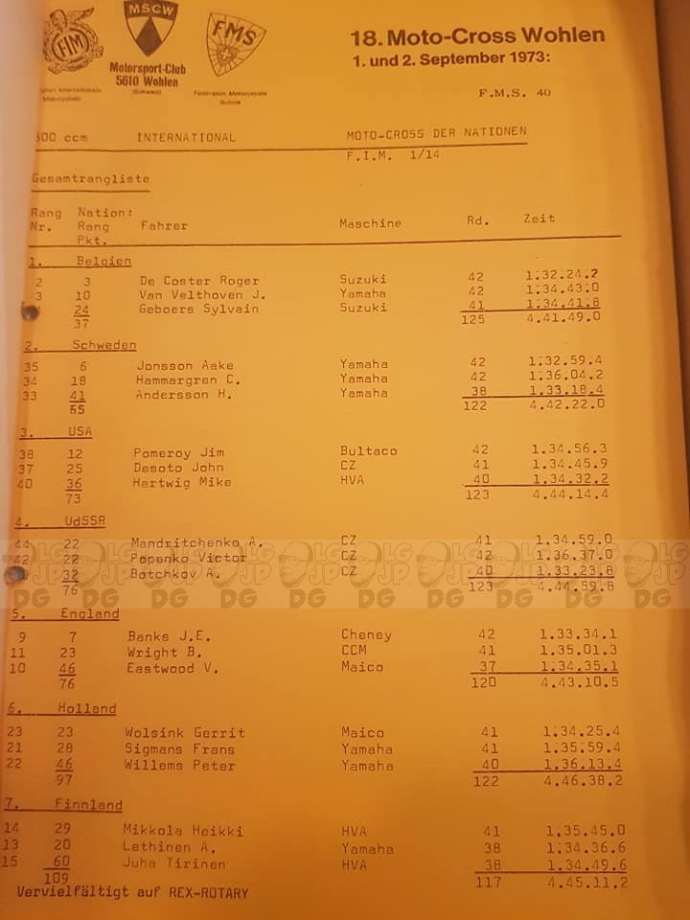 FIM
MSCW
FMS
Motorsport-Club
5610 Wohlen
(Schweiz)
Fédération Motocycliste
Suisse
18. Moto-Cross Wohlen
1. und 2. September 1973:
F.M.S. 40
500 ccm INTERNATIONAL MOTO-CROSS DER NATIONEN
F.I.M. 1/14
Gesamtrangliste
Rang Nation: Fahrer Maschine Rd. Zeit
Nr. Rang
Pkt.
1. Belgien
2 3 De Coster Roger Suzuki 42 1.32.24.2
3 10 Van Velthoven J. Yamaha 42 1.34.43.0
24 Geboers Sylvain Suzuki 41 1.34.41.8
37 125 4.41.49.0
2. Schweden
35 6 Jonsson Aake Yamaha 42 1.32.59.4
34 18 Hammargren C. Yamaha 42 1.36.04.2
33 41 Andersson H. Yamaha 38 1.33.18.4
65 122 4.42.22.0
3. USA
38 12 Pomeroy Jim Bultaco 42 1.34.56.3
37 25 Desoto John CZ 41 1.34.45.9
40 36 Hartwig Mike HVA 40 1.34.32.2
73 123 4.44.14.4
4. UdSSR
44 22 Mandritchenko A. CZ 41 1.34.59.0
42 22 Popenko Victor CZ 42 1.36.37.0
32 Botchkov A. CZ 40 1.33.23.8
76 123 4.44.59.8
5. England
9 7 Banks J.E. Cheney 42 1.33.34.1
11 23 Wright B. CCM 41 1.35.01.3
10 46 Eastwood V. Maico 37 1.34.35.1
76 120 4.43.10.5
6. Holland
23 23 Wolsink Gerrit Maico 41 1.34.25.4
21 28 Sigmans Frans Yamaha 41 1.35.59.4
22 46 Willems Peter Yamaha 40 1.36.13.4
97 122 4.46.38.2
7. Finnland
14 29 Mikkola Heikki HVA 41 1.35.45.0
13 20 Lethinen A. Yamaha 38 1.34.36.6
15 60 Juha Tirinen HVA 38 1.34.49.6
109 117 4.45.11.2
Vervielfältigt auf REX-ROTARY
LG JP DG